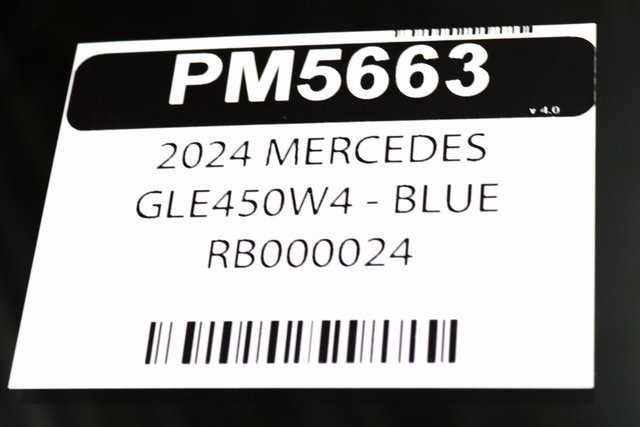 PM5663
v 4.0
2024 MERCEDES
GLE450W4 - BLUE
RB000024